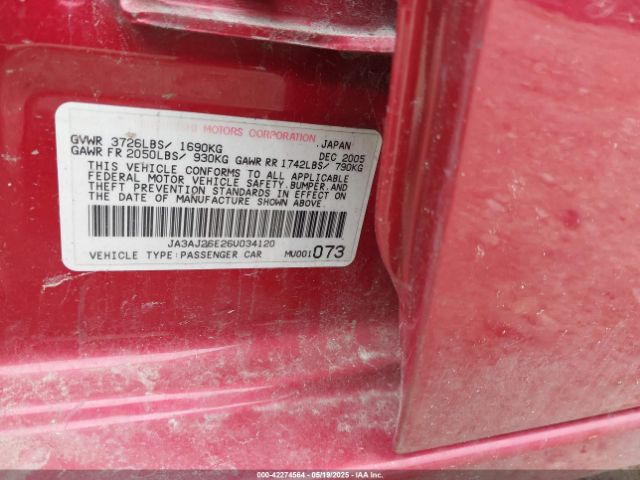 MOTORS CORPORATION JAPAN
GVWR 3726LBS/ 1690KG DEC 2005
GAWR FR 2050LBS/ 930KG GAWR RR 1742LBS/ 790KG
THIS VEHICLE CONFORMS TO ALL APPLICABLE
FEDERAL MOTOR VEHICLE SAFETY, BUMPER, AND
THEFT PREVENTION STANDARDS IN EFFECT ON
THE DATE OF MANUFACTURE SHOWN ABOVE.
JA3AJ26E26U034120
VEHICLE TYPE:PASSENGER CAR MU001073
000-42274564 - 05/19/2025 - IAAI.COM